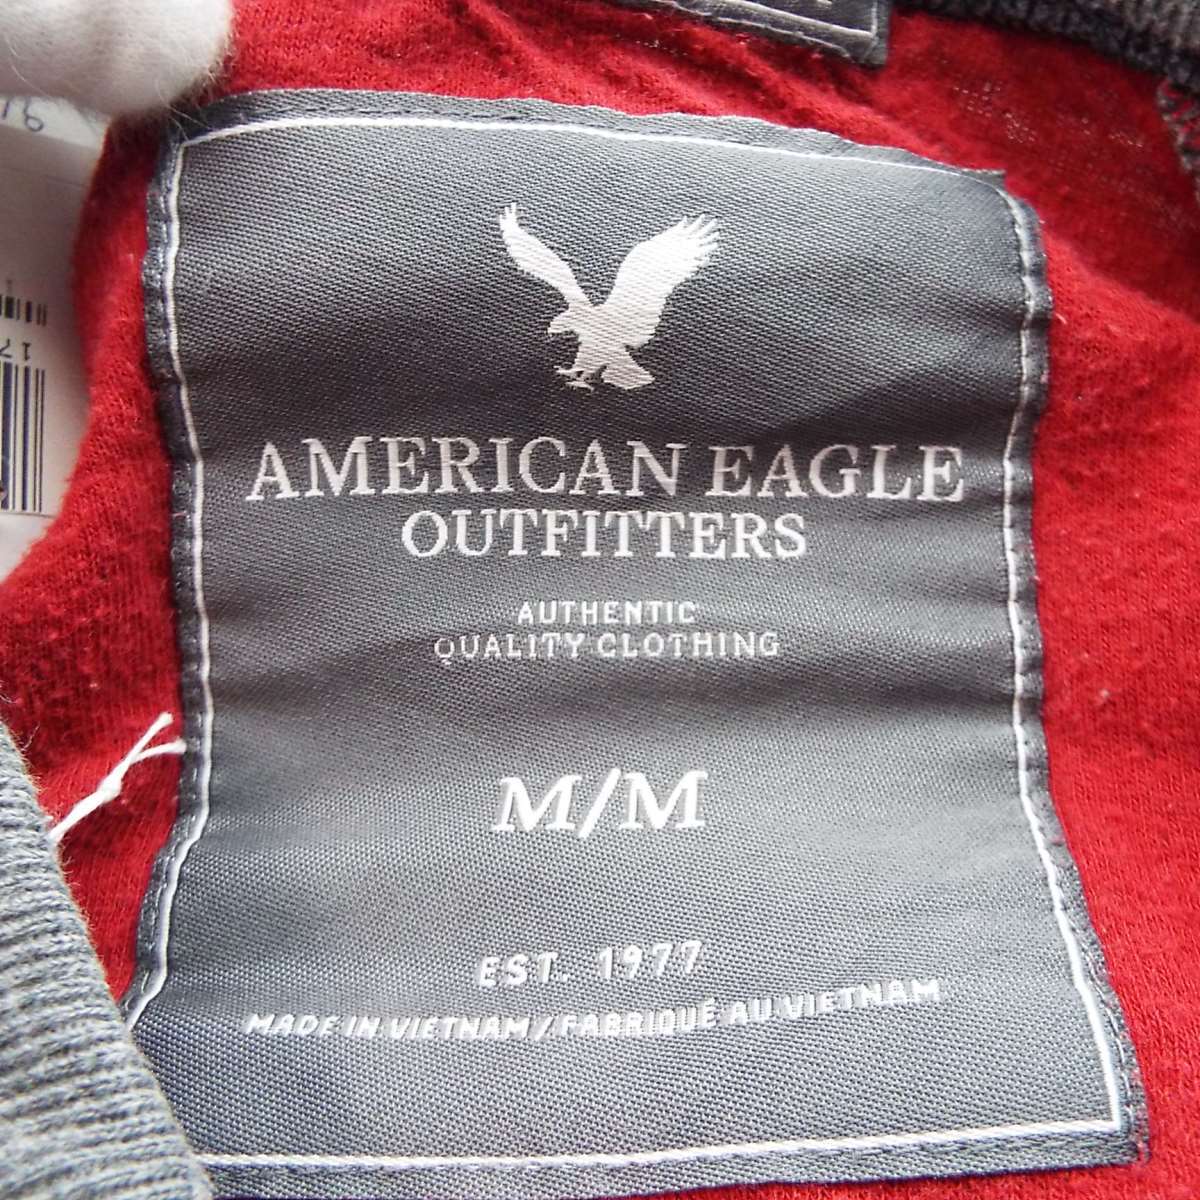 AMERICAN EAGLE
OUTFITTERS
AUTHENTIC
QUALITY CLOTHING
M/M
EST. 1977
MADE IN VIETNAM/FABRIQUÉ AU VIETNAM